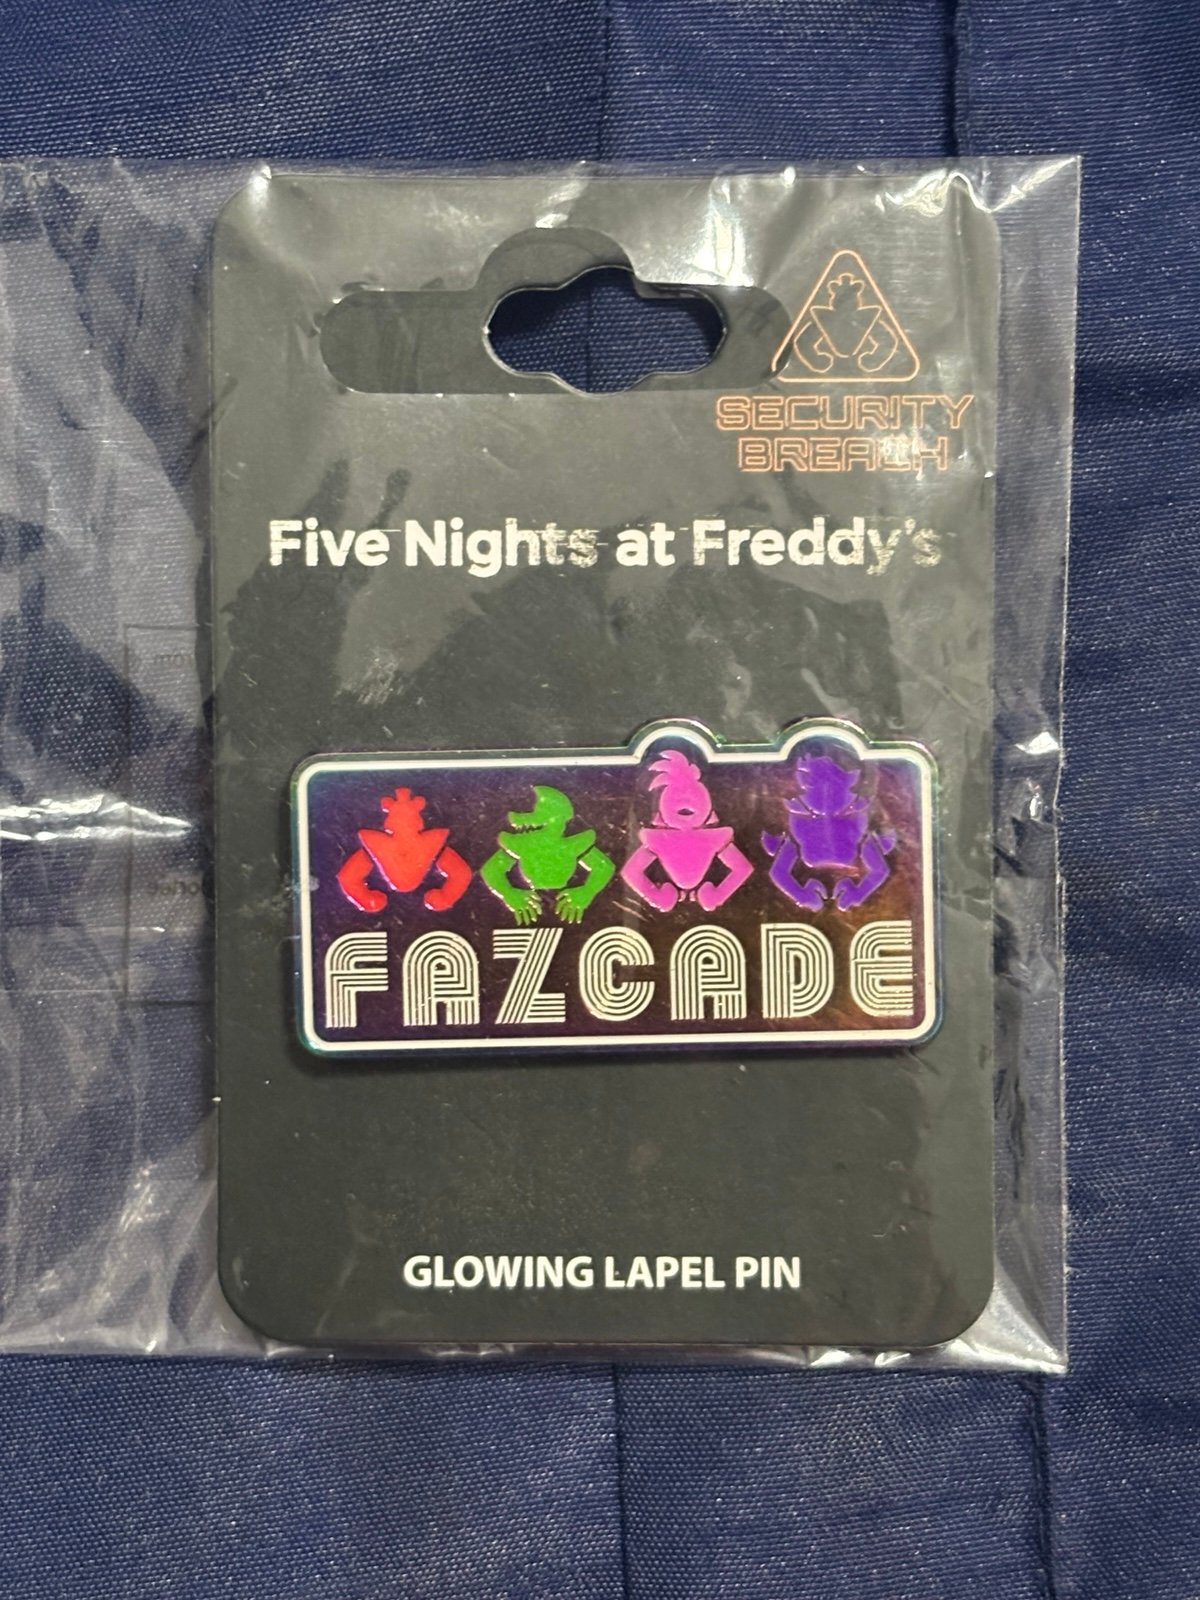 SECURITY
BREACH
Five Nights at Freddy's
FAZCADE
GLOWING LAPEL PIN